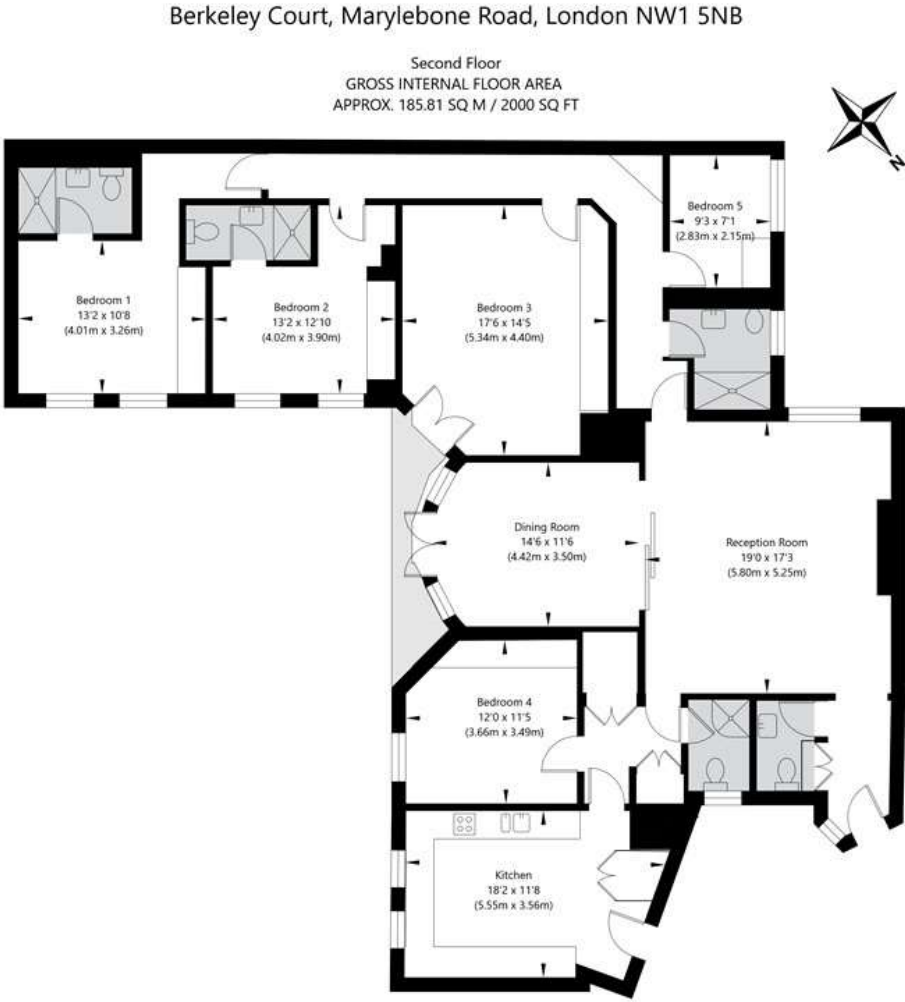 Berkeley Court, Marylebone Road, London NW1 5NB
Second Floor
GROSS INTERNAL FLOOR AREA
APPROX. 185.81 SQ M / 2000 SQ FT
N
Bedroom 5
9'3 x 7'1
(2.83m x 2.15m)
Bedroom 1
13'2 x 10'8
(4.01m x 3.26m)
Bedroom 2
13'2 x 12'10
(4.02m x 3.90m)
Bedroom 3
17'6 x 14'5
(5.34m x 4.40m)
Dining Room
14'6 x 11'6
(4.42m x 3.50m)
Reception Room
19'0 x 17'3
(5.80m x 5.25m)
Bedroom 4
12'0 x 11'5
(3.66m x 3.49m)
Kitchen
18'2 x 11'8
(5.55m x 3.56m)